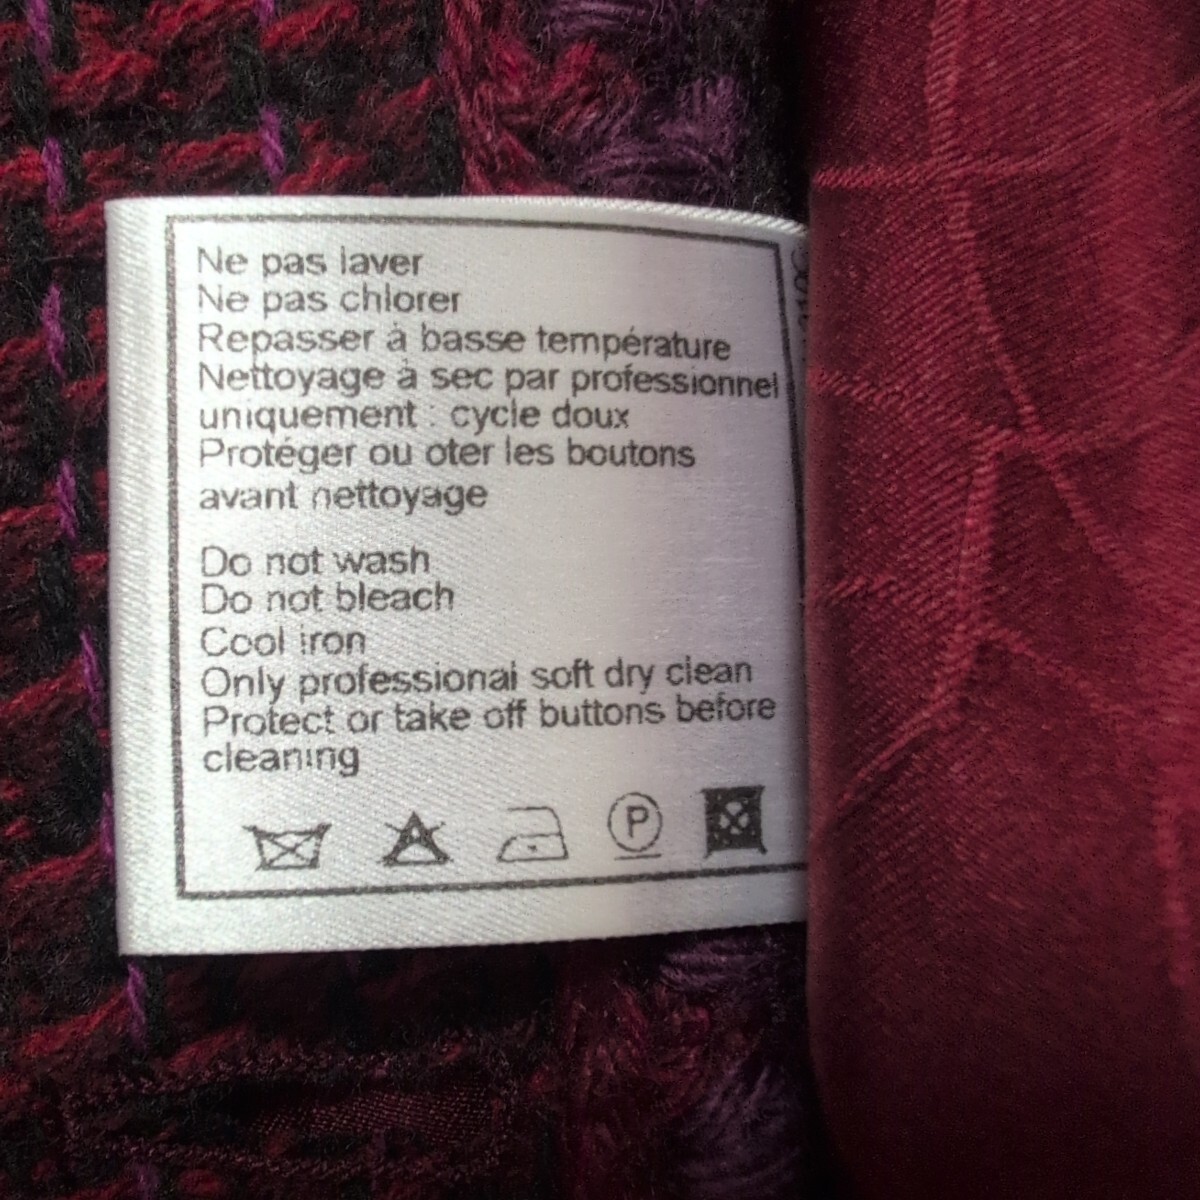 Ne pas laver
Ne pas chlorer
Repasser à basse température
Nettoyage à sec par professionnel
uniquement : cycle doux
Protéger ou oter les boutons
avant nettoyage
Do not wash
Do not bleach
Cool iron
Only professional soft dry clean
Protect or take off buttons before
cleaning
P